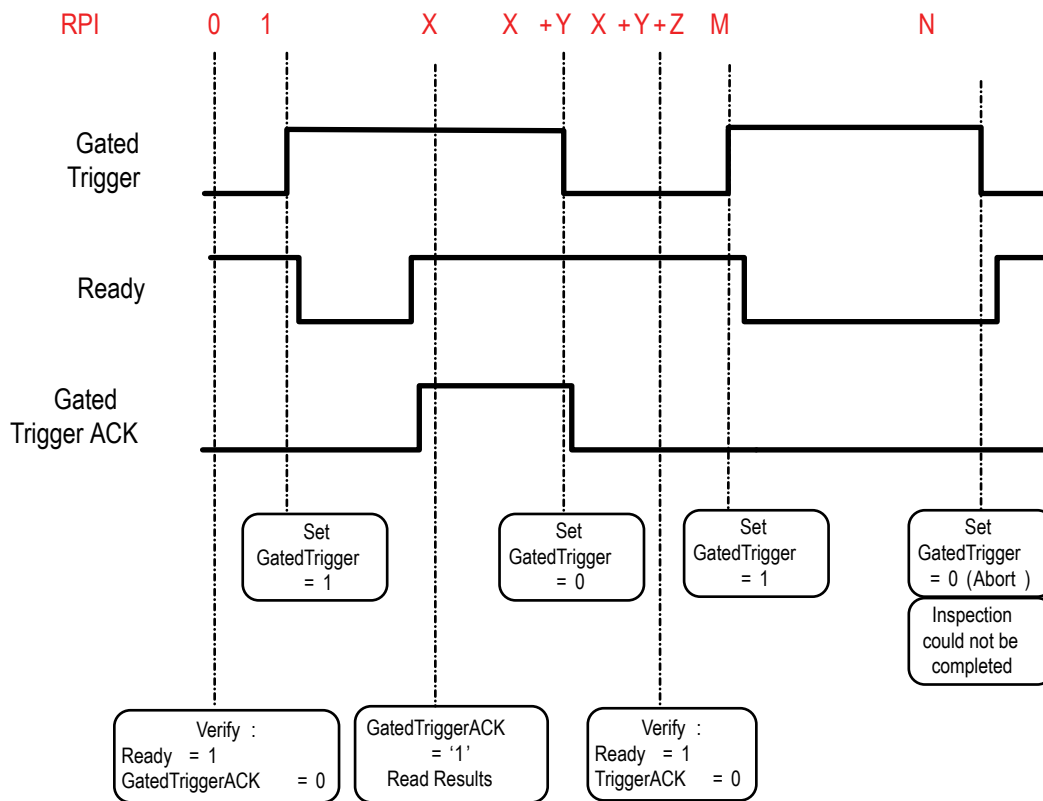 RPI 0 1 X X +Y X +Y+Z M N
Gated
Trigger
Ready
Gated
Trigger ACK
Set
GatedTrigger
= 1
Set
GatedTrigger
= 0
Set
GatedTrigger
= 1
Set
GatedTrigger
= 0 (Abort )
Inspection
could not be
completed
Verify :
Ready = 1
GatedTriggerACK = 0
GatedTriggerACK
= ‘1’
Read Results
Verify :
Ready = 1
TriggerACK = 0